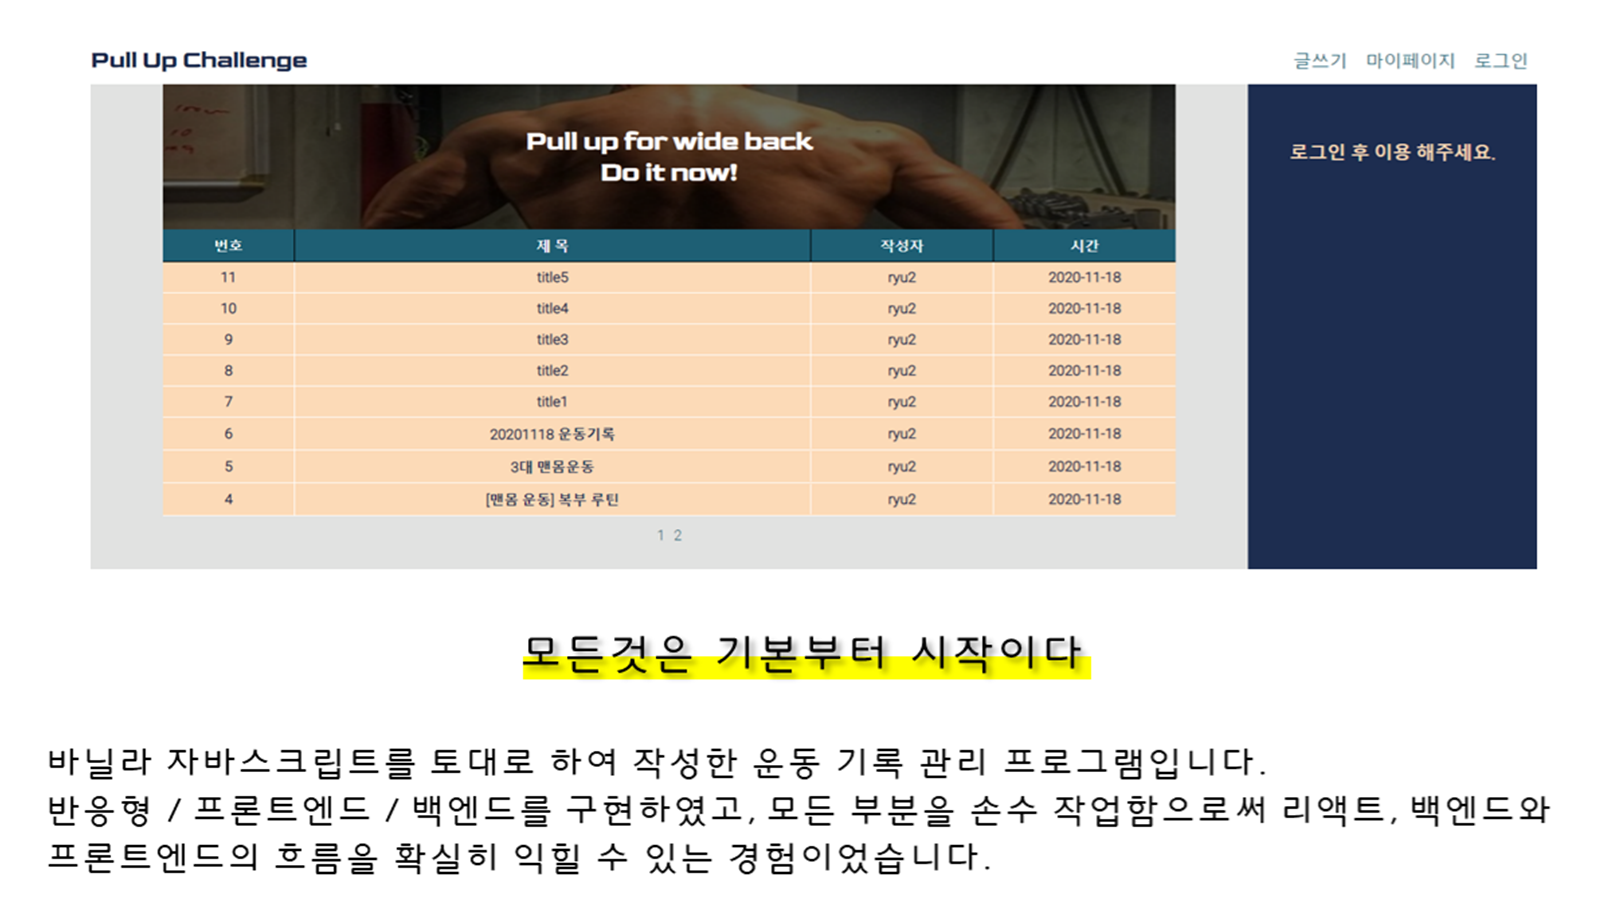 Pull Up Challenge
글쓰기 마이페이지 로그인
Pull up for wide back
Do it now!
로그인 후 이용 해주세요.
번호 제 목 작성자 시간
11 title5 ryu2 2020-11-18
10 title4 ryu2 2020-11-18
9 title3 ryu2 2020-11-18
8 title2 ryu2 2020-11-18
7 title1 ryu2 2020-11-18
6 20201118 운동기록 ryu2 2020-11-18
5 3대 맨몸운동 ryu2 2020-11-18
4 [맨몸 운동] 복부 루틴 ryu2 2020-11-18
1 2
모든것은 기본부터 시작이다
바닐라 자바스크립트를 토대로 하여 작성한 운동 기록 관리 프로그램입니다.
반응형 / 프론트엔드 / 백엔드를 구현하였고, 모든 부분을 손수 작업함으로써 리액트, 백엔드와
프론트엔드의 흐름을 확실히 익힐 수 있는 경험이었습니다.